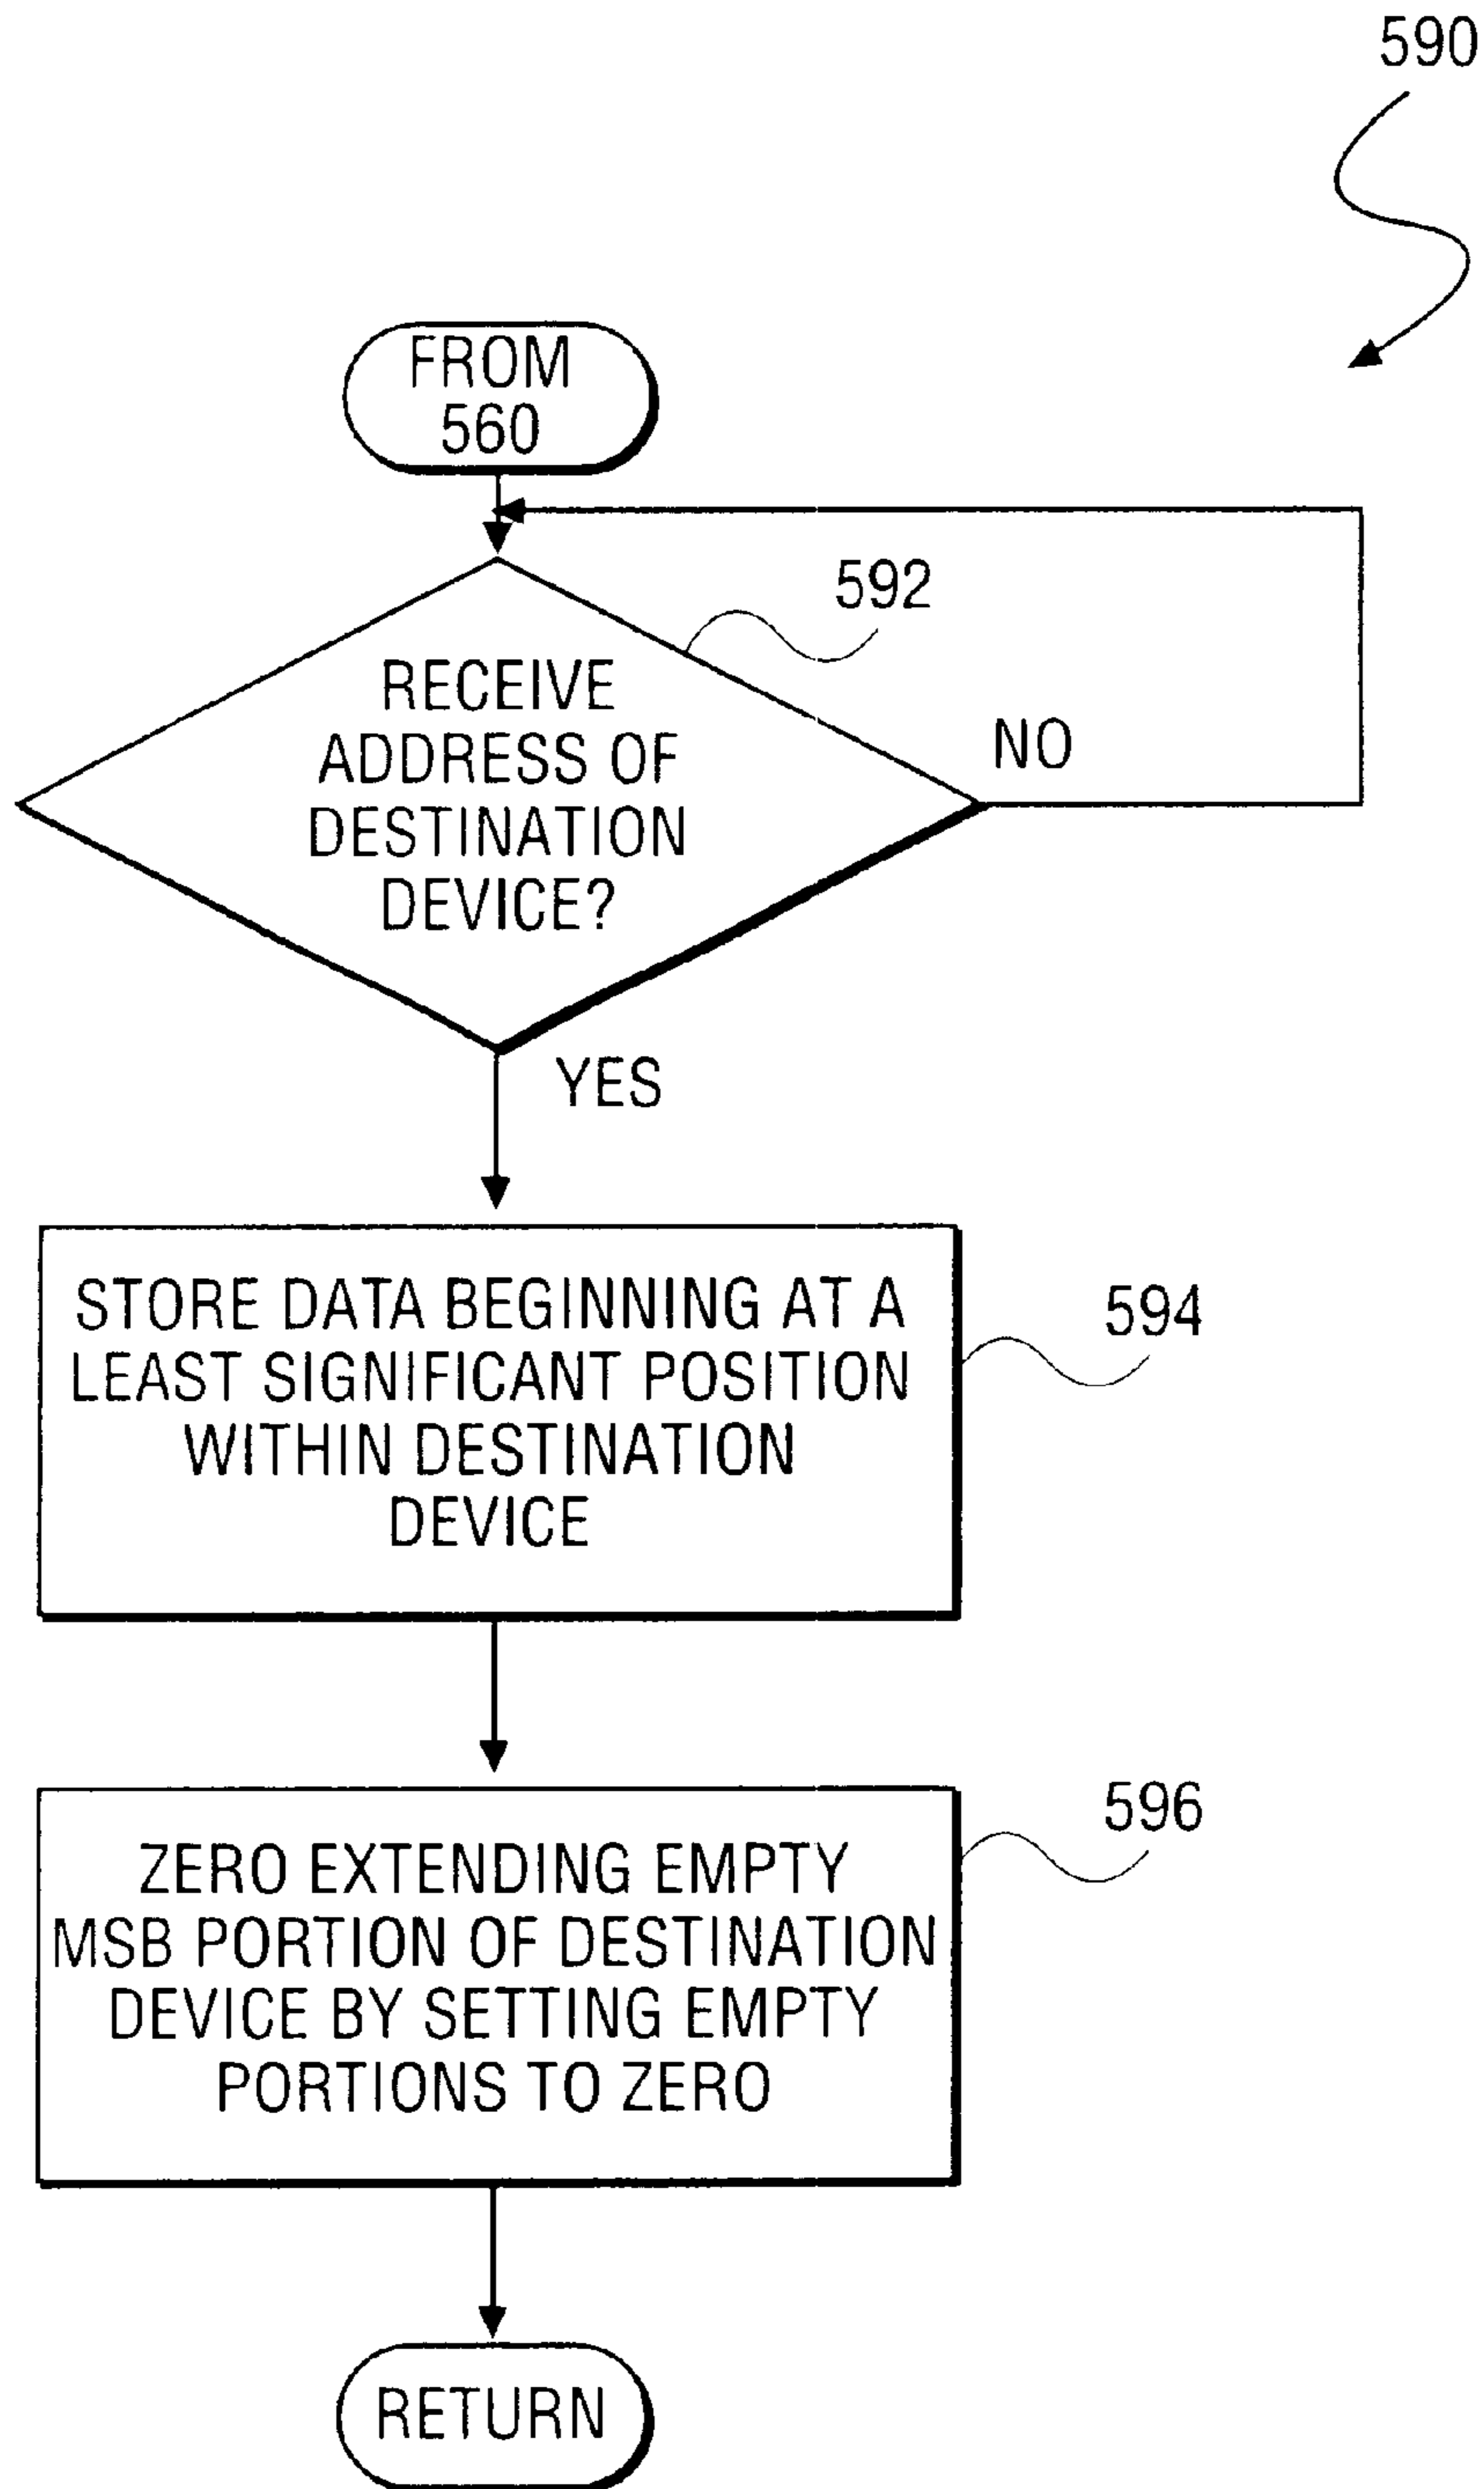 590
FROM
560
592
RECEIVE
ADDRESS OF
DESTINATION
DEVICE?
NO
YES
STORE DATA BEGINNING AT A
LEAST SIGNIFICANT POSITION
WITHIN DESTINATION
DEVICE
594
ZERO EXTENDING EMPTY
MSB PORTION OF DESTINATION
DEVICE BY SETTING EMPTY
PORTIONS TO ZERO
596
RETURN